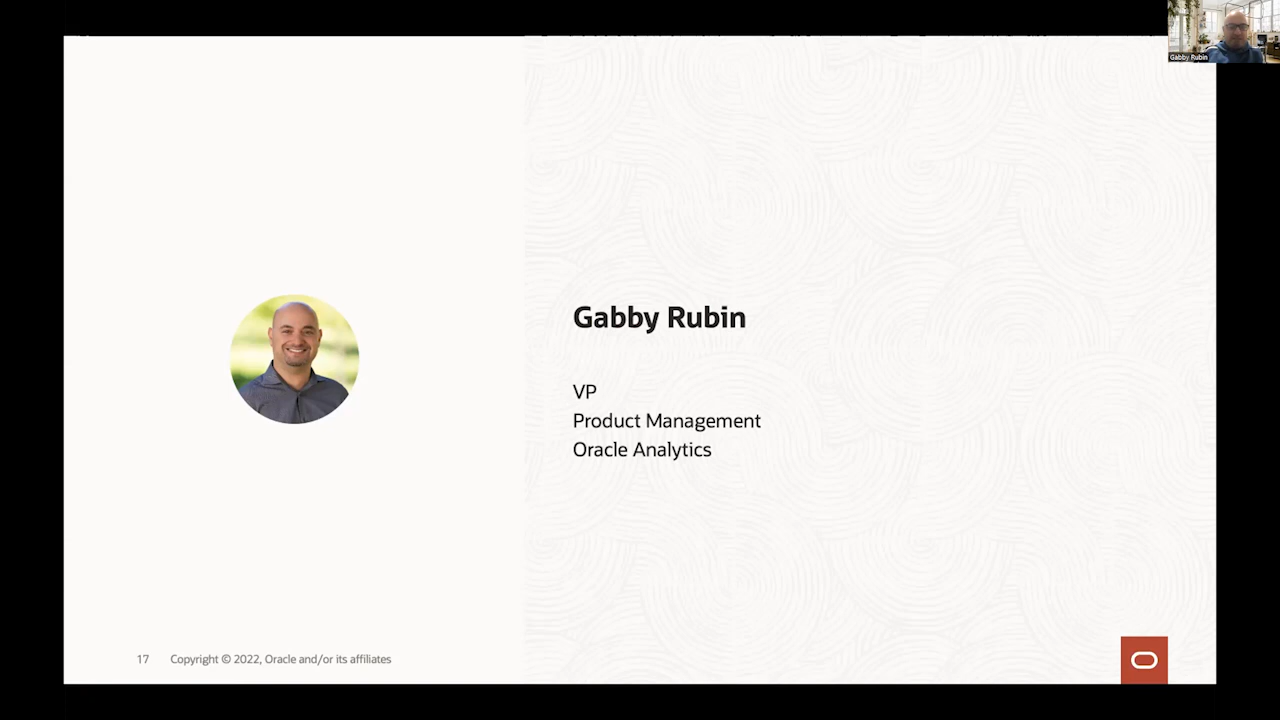 Gabby Rubin
Gabby Rubin
VP
Product Management
Oracle Analytics
17 Copyright © 2022, Oracle and/or its affiliates